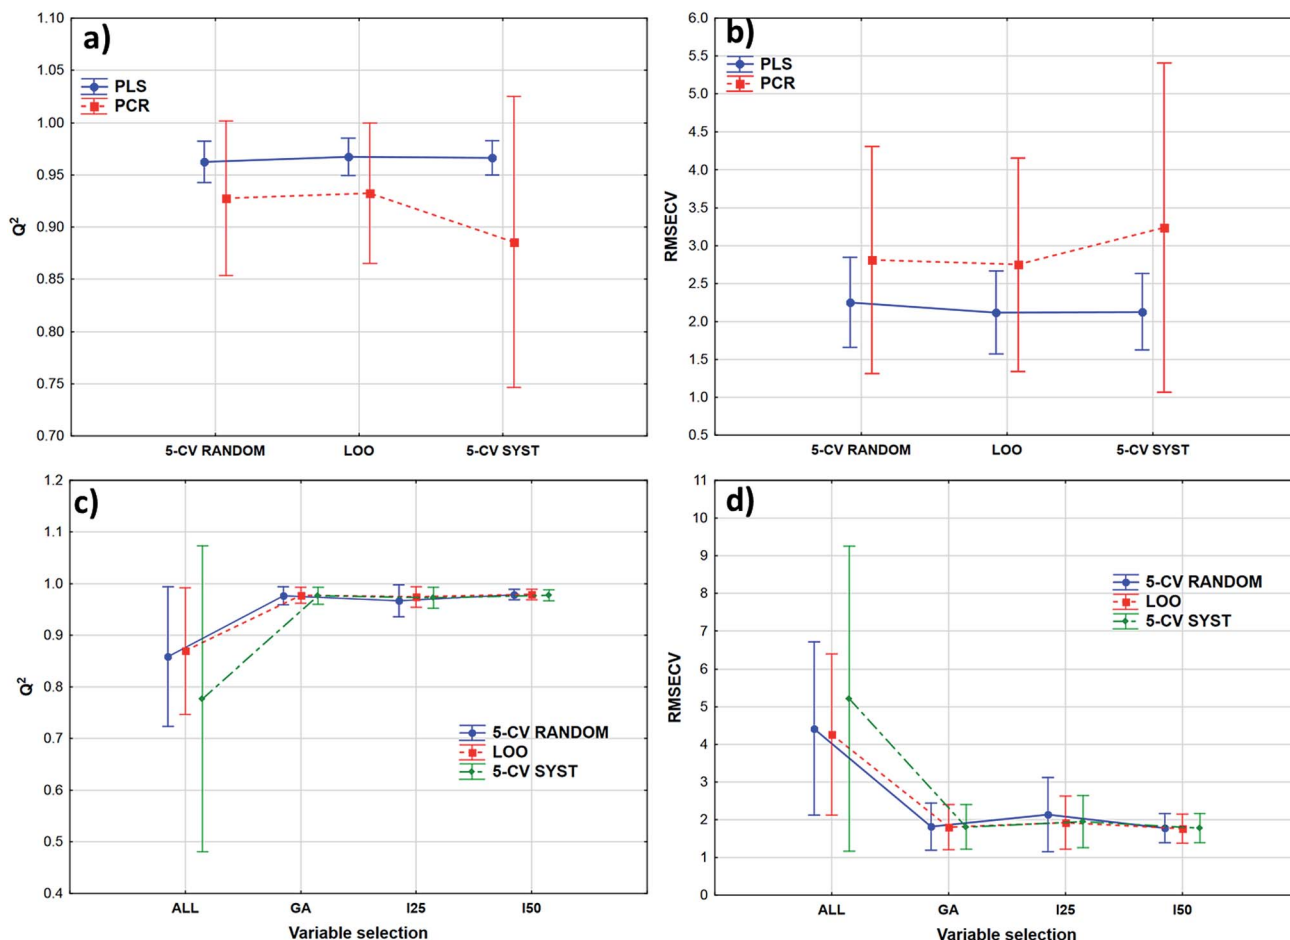 a)
1.10
1.05
1.00
0.95
0.90
0.85
0.80
0.75
0.70
Q²
PLS
PCR
5-CV RANDOM LOO 5-CV SYST
b)
6.0
5.5
5.0
4.5
4.0
3.5
3.0
2.5
2.0
1.5
1.0
0.5
RMSECV
PLS
PCR
5-CV RANDOM LOO 5-CV SYST
c)
1.2
1.1
1.0
0.9
0.8
0.7
0.6
0.5
0.4
Q²
5-CV RANDOM
LOO
5-CV SYST
ALL GA I25 I50
Variable selection
d)
11
10
9
8
7
6
5
4
3
2
1
0
RMSECV
5-CV RANDOM
LOO
5-CV SYST
ALL GA I25 I50
Variable selection